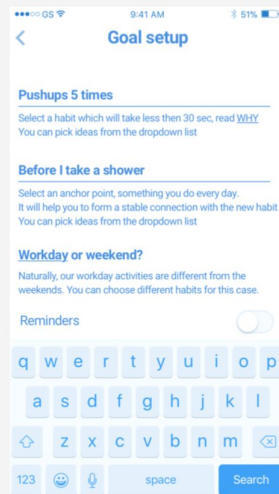 GS 9:41 AM 51%
Goal setup
Pushups 5 times
Select a habit which will take less then 30 sec, read WHY
You can pick ideas from the dropdown list
Before I take a shower
Select an anchor point, something you do every day.
It will help you to form a stable connection with the new habit
You can pick ideas from the dropdown list
Workday or weekend?
Naturally, our workday activities are different from the
weekends. You can choose different habits for this case.
Reminders
q w e r t y u i o p
a s d f g h j k l
z x c v b n m
123 space Search